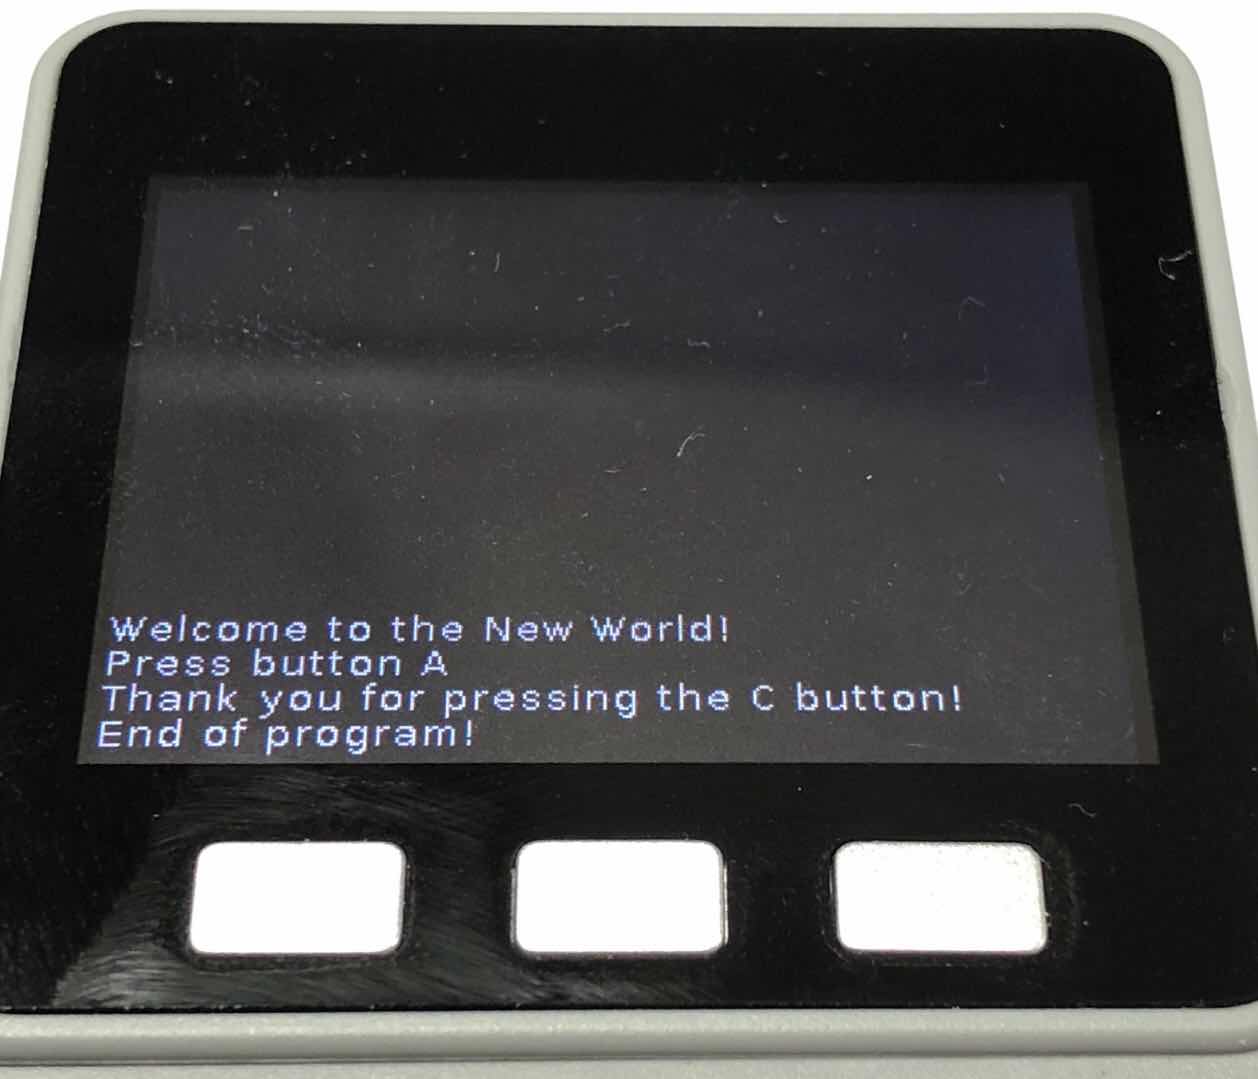 Welcome to the New World!
Press button A
Thank you for pressing the C button!
End of program!